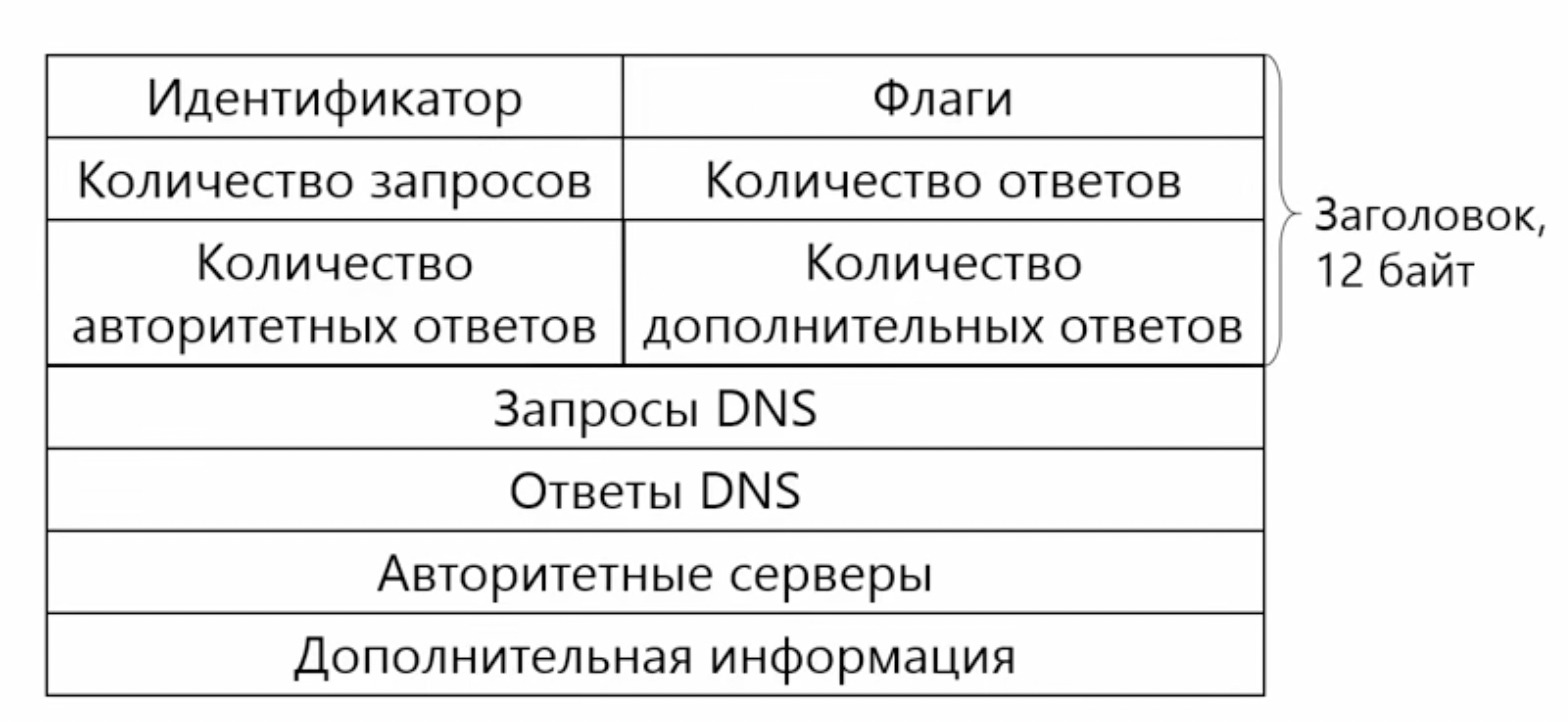 Идентификатор
Флаги
Количество запросов
Количество ответов
Количество
авторитетных ответов
Количество
дополнительных ответов
Заголовок,
12 байт
Запросы DNS
Ответы DNS
Авторитетные серверы
Дополнительная информация